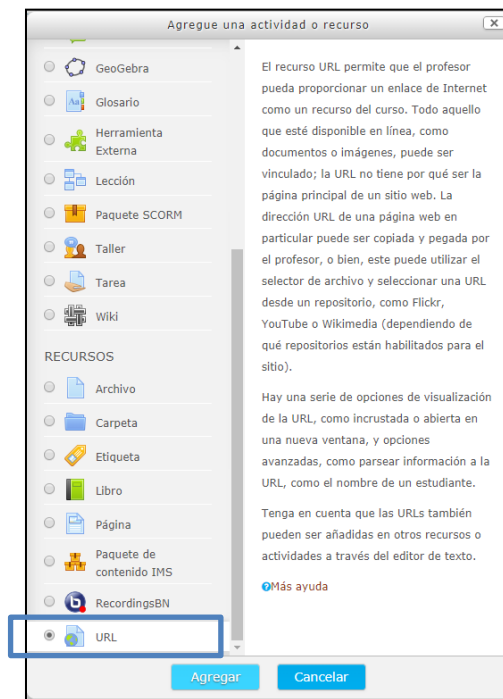 Agregue una actividad o recurso
GeoGebra
Glosario
Herramienta
Externa
Lección
Paquete SCORM
Taller
Tarea
Wiki
RECURSOS
Archivo
Carpeta
Etiqueta
Libro
Página
Paquete de
contenido IMS
RecordingsBN
URL
El recurso URL permite que el profesor
pueda proporcionar un enlace de Internet
como un recurso del curso. Todo aquello
que esté disponible en línea, como
documentos o imágenes, puede ser
vinculado; la URL no tiene por qué ser la
página principal de un sitio web. La
dirección URL de una página web en
particular puede ser copiada y pegada por
el profesor, o bien, este puede utilizar el
selector de archivo y seleccionar una URL
desde un repositorio, como Flickr,
YouTube o Wikimedia (dependiendo de
qué repositorios están habilitados para el
sitio).
Hay una serie de opciones de visualización
de la URL, como incrustada o abierta en
una nueva ventana, y opciones
avanzadas, como parsear información a la
URL, como el nombre de un estudiante.
Tenga en cuenta que las URLs también
pueden ser añadidas en otros recursos o
actividades a través del editor de texto.
Más ayuda
Agregar
Cancelar